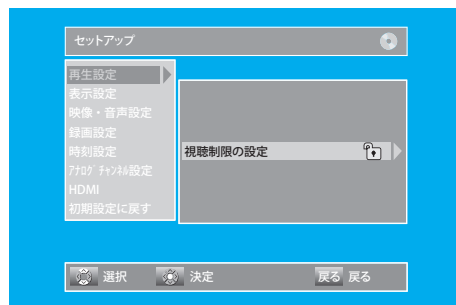 セットアップ
再生設定
表示設定
映像・音声設定
録画設定
時刻設定
ｱﾅﾛｸﾞ ﾁｬﾝﾈﾙ設定
HDMI
初期設定に戻す
視聴制限の設定
選択 決定 戻る 戻る